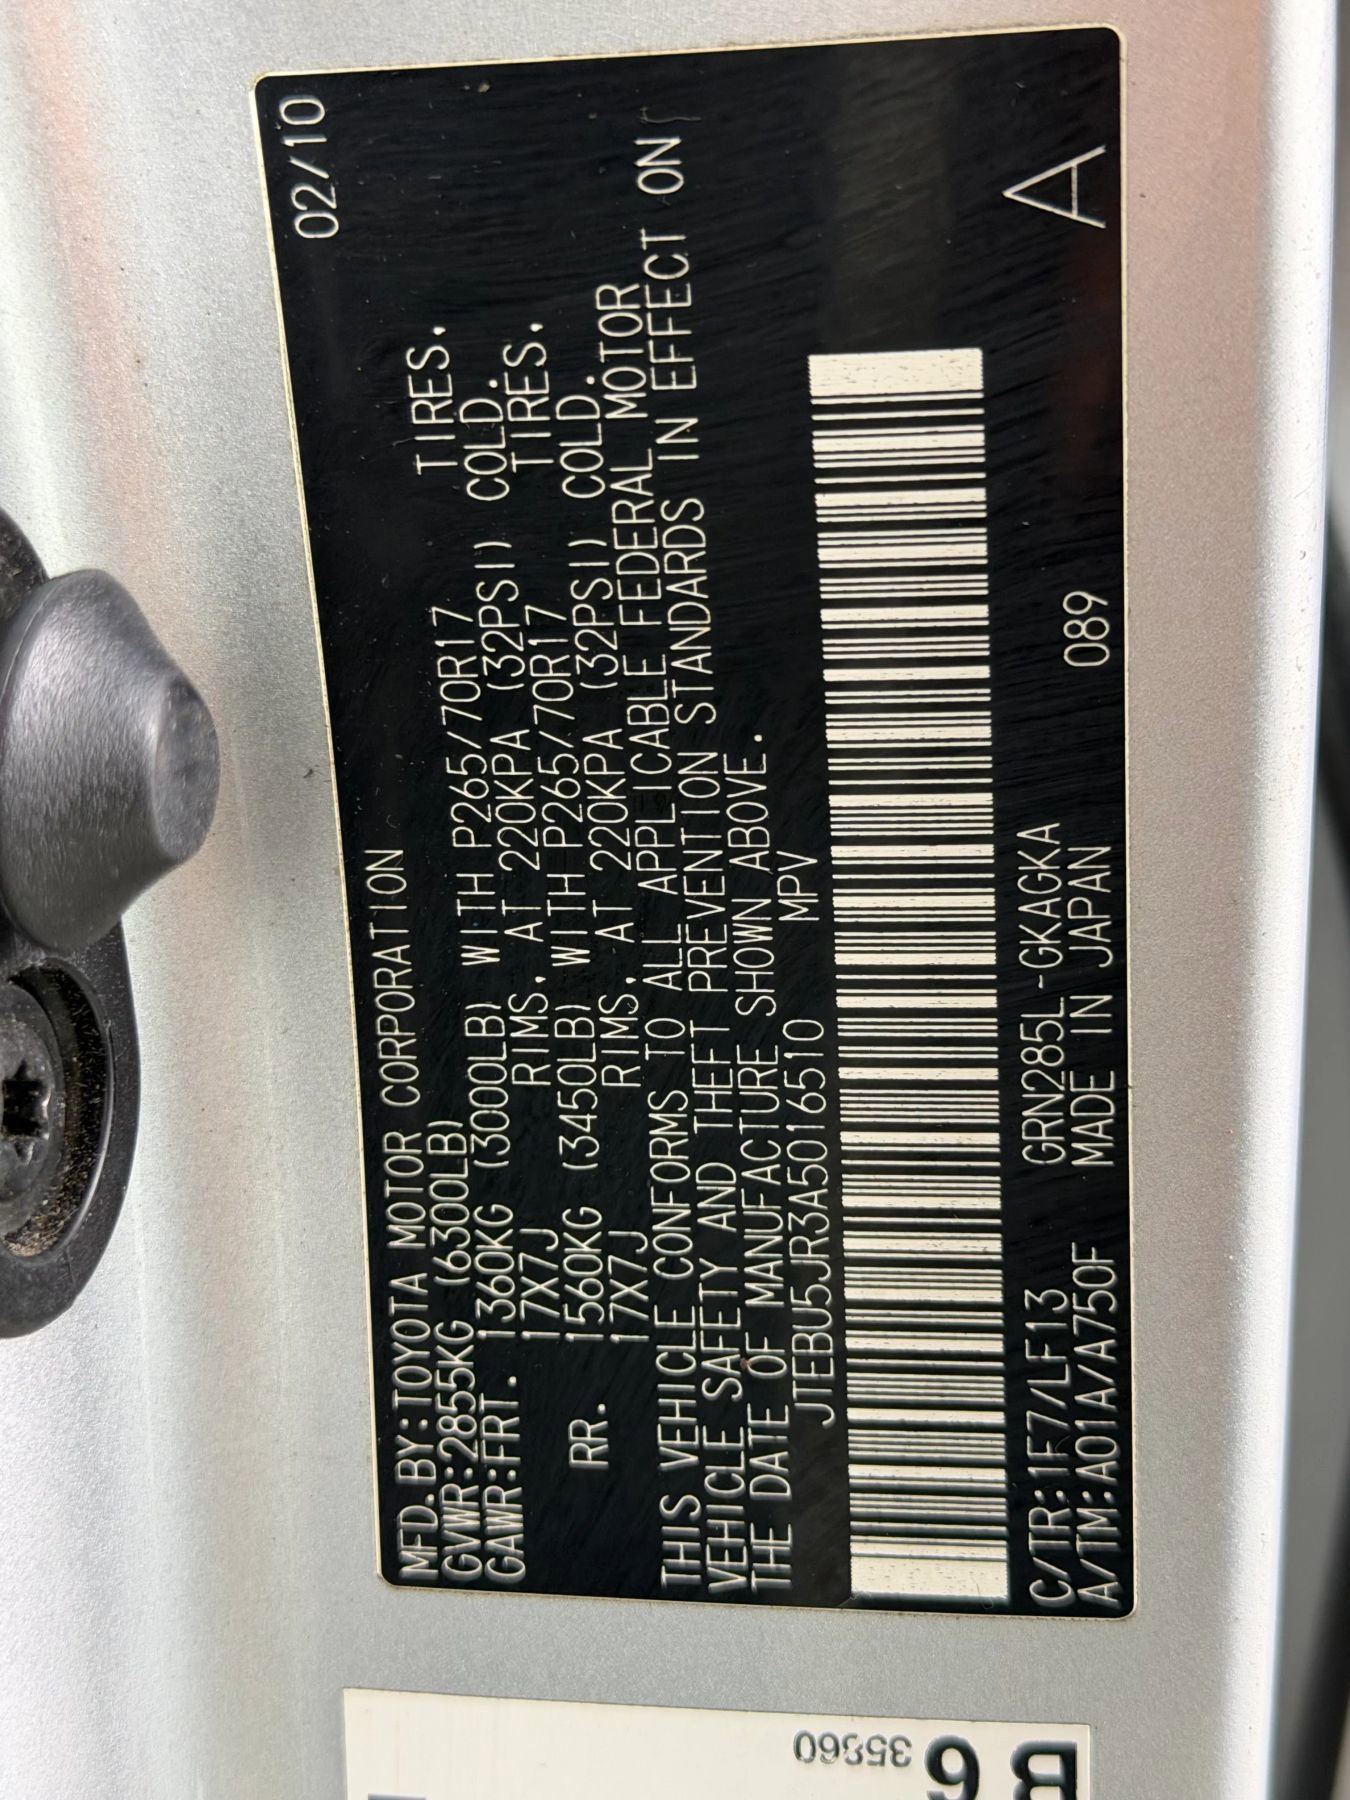 02/10
MFD.BY:TOYOTA MOTOR CORPORATION
GVWR:2855KG (6300LB)
GAWR:FRT. 1360KG (3000LB) WITH P265/70R17 TIRES.
17X7J RIMS, AT 220KPA (32PSI) COLD.
RR. 1560KG (3450LB) WITH P265/70R17 TIRES.
17X7J RIMS, AT 220KPA (32PSI) COLD.
THIS VEHICLE CONFORMS TO ALL APPLICABLE FEDERAL MOTOR
VEHICLE SAFETY AND THEFT PREVENTION STANDARDS IN EFFECT ON
THE DATE OF MANUFACTURE SHOWN ABOVE.
JTEBU5JR3A5016510 MPV
C/TR:1F7/LF13 GRN285L-GKAGKA
A/TM:A01A/A750F MADE IN JAPAN 089
A
35860